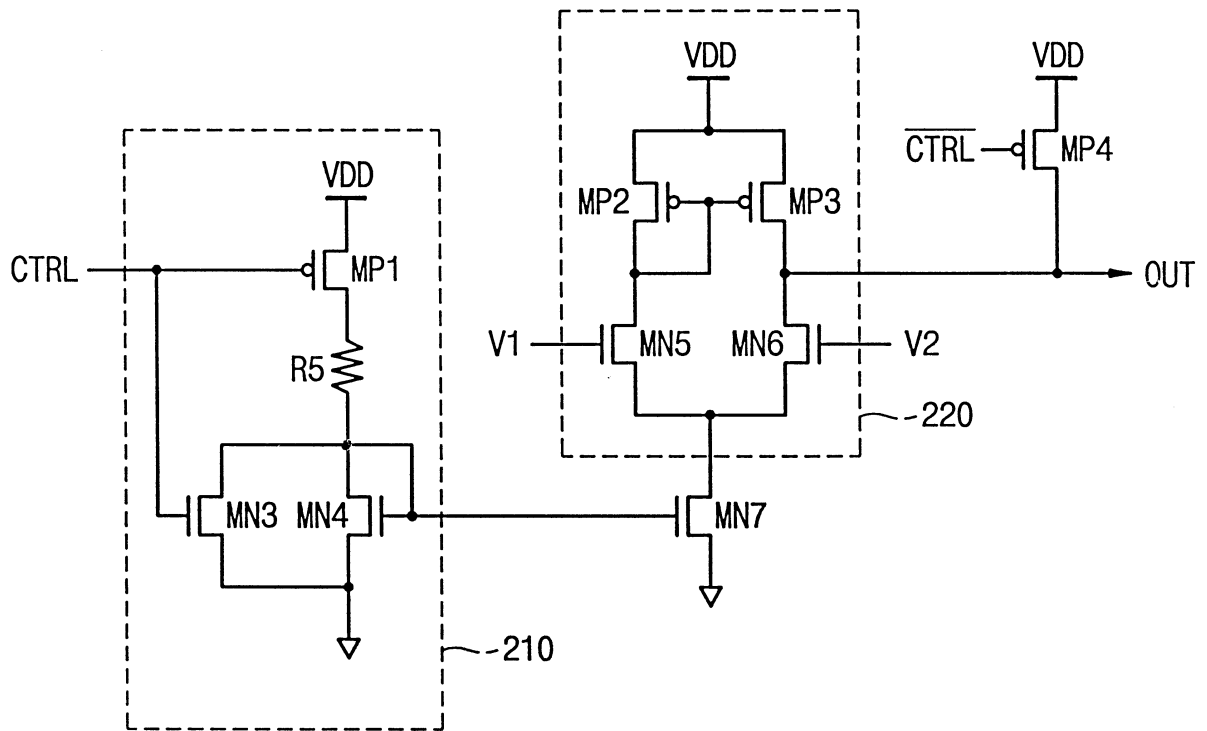 VDD
VDD
CTRL
MP4
MP2
MP3
VDD
CTRL
MP1
OUT
V1
MN5
MN6
V2
R5
220
MN3
MN4
MN7
210